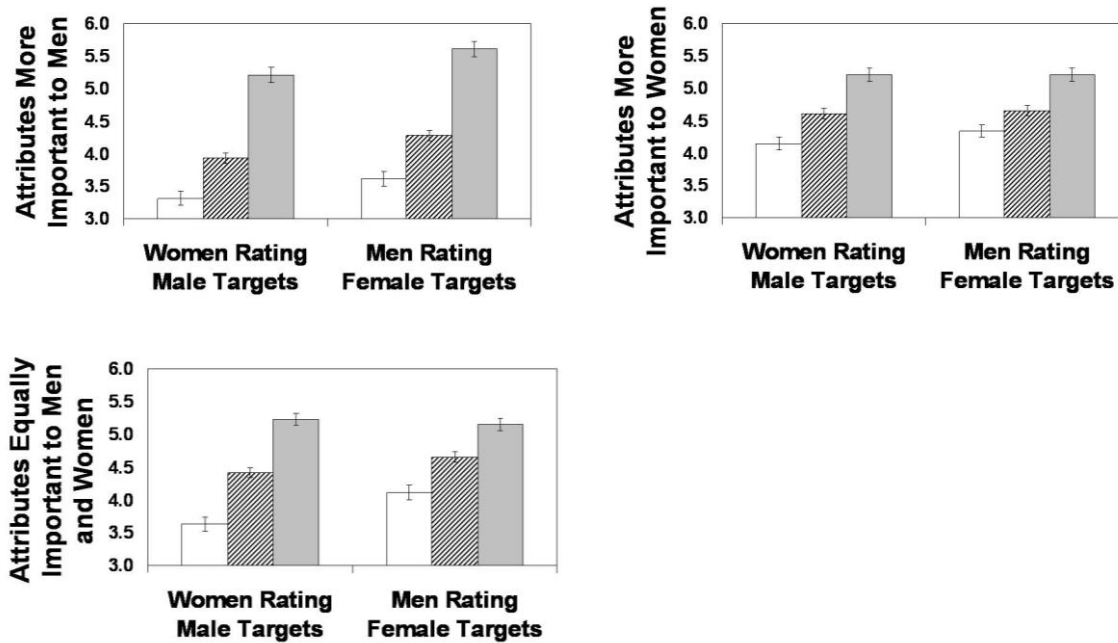 Attributes More
Important to Men
6.0
5.5
5.0
4.5
4.0
3.5
3.0
Women Rating
Male Targets
Men Rating
Female Targets
Attributes More
Important to Women
6.0
5.5
5.0
4.5
4.0
3.5
3.0
Women Rating
Male Targets
Men Rating
Female Targets
Attributes Equally
Important to Men
and Women
6.0
5.5
5.0
4.5
4.0
3.5
3.0
Women Rating
Male Targets
Men Rating
Female Targets